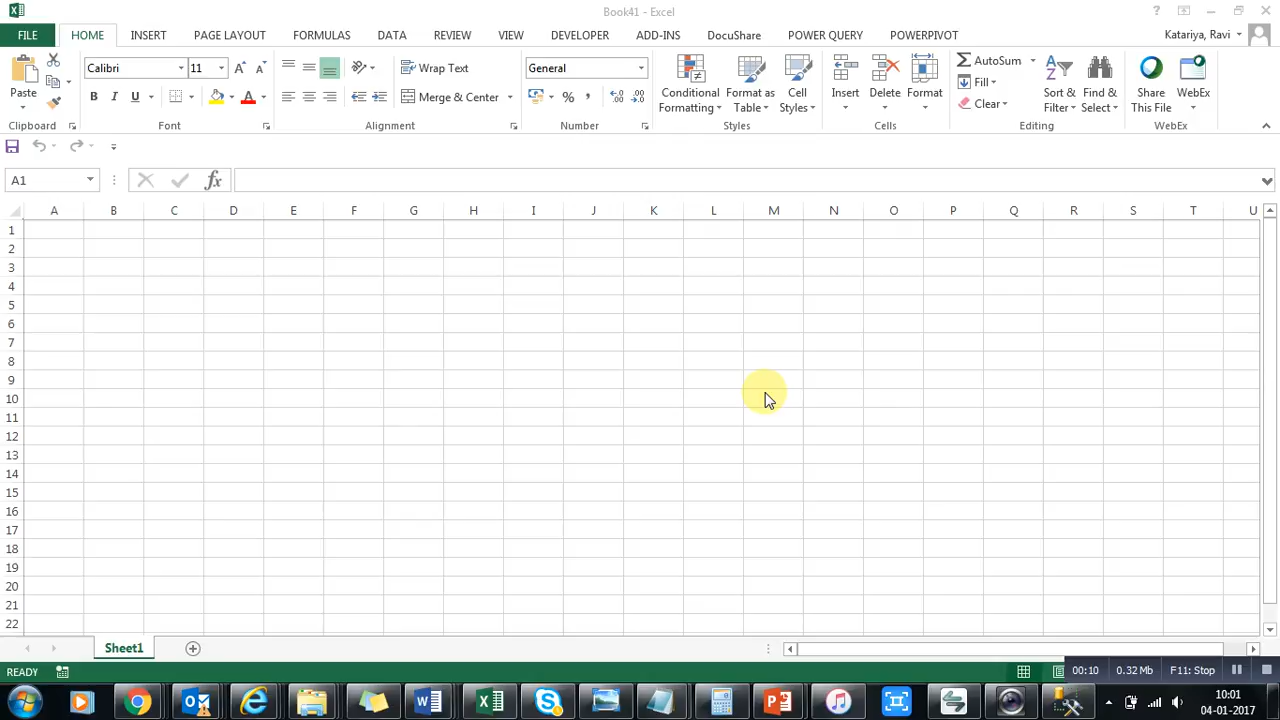 Book41 - Excel
?
FILE HOME INSERT PAGE LAYOUT FORMULAS DATA REVIEW VIEW DEVELOPER ADD-INS DocuShare POWER QUERY POWERPIVOT Katariya, Ravi
Paste
Clipboard
Calibri 11
B I U A
Font
Wrap Text
Merge & Center
Alignment
General
% ,
Number
Conditional Formatting
Format as Table
Cell Styles
Styles
Insert Delete Format
Cells
AutoSum
Fill
Clear
Sort & Filter
Find & Select
Editing
Share This File
WebEx
WebEx
A1 fx
A B C D E F G H I J K L M N O P Q R S T U
1
2
3
4
5
6
7
8
9
10
11
12
13
14
15
16
17
18
19
20
21
22
Sheet1
READY
00:10 0.32 Mb F11: Stop
10:01
04-01-2017